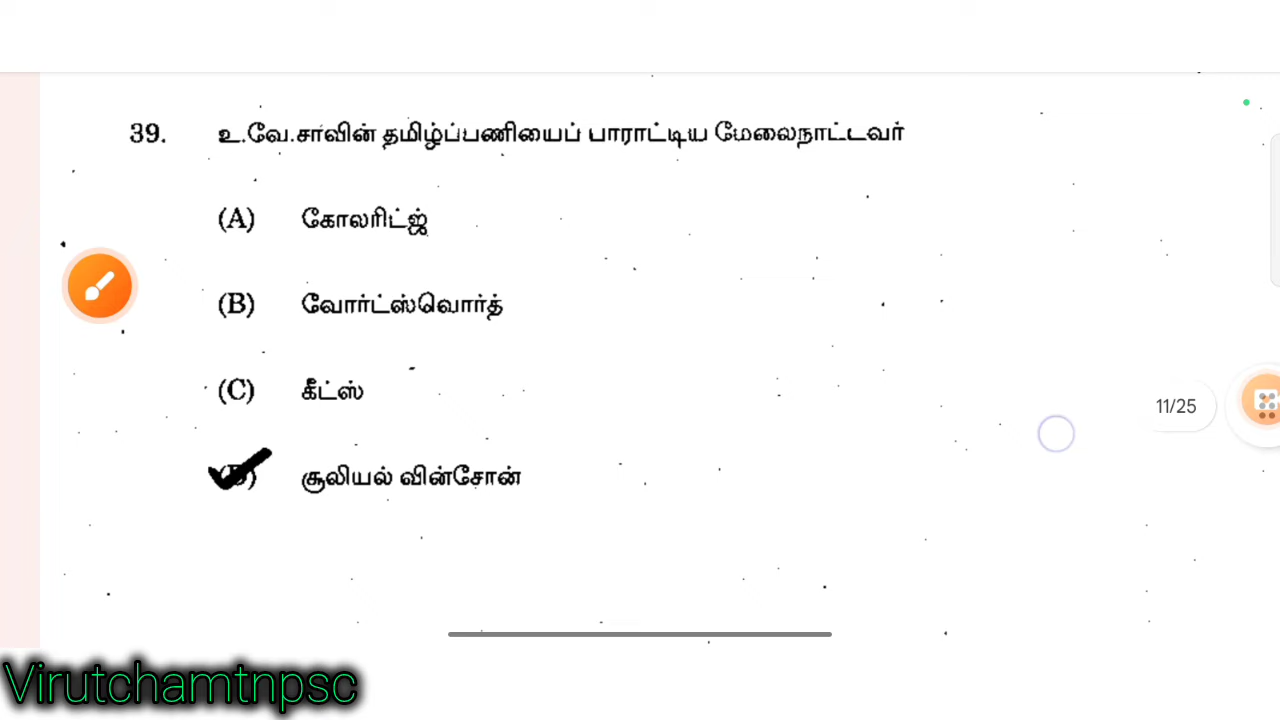 39. உ.வே.சாவின் தமிழ்ப்பணியைப் பாராட்டிய மேலைநாட்டவர்
(A) கோலரிட்ஜ்
(B) வோர்ட்ஸ்வொர்த்
(C) கீட்ஸ்
(D) சூலியல் வின்சோன்
11/25
Virutchamtnpsc